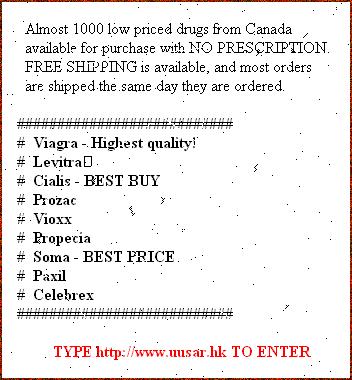 Almost 1000 low priced drugs from Canada
available for purchase with NO PRESCRIPTION.
FREE SHIPPING is available, and most orders
are shipped the same day they are ordered.
##########################
# Viagra - Highest quality!
# Levitra
# Cialis - BEST BUY
# Prozac
# Vioxx
# Propecia
# Soma - BEST PRICE
# Paxil
# Celebrex
##########################
TYPE http://www.uusar.hk TO ENTER